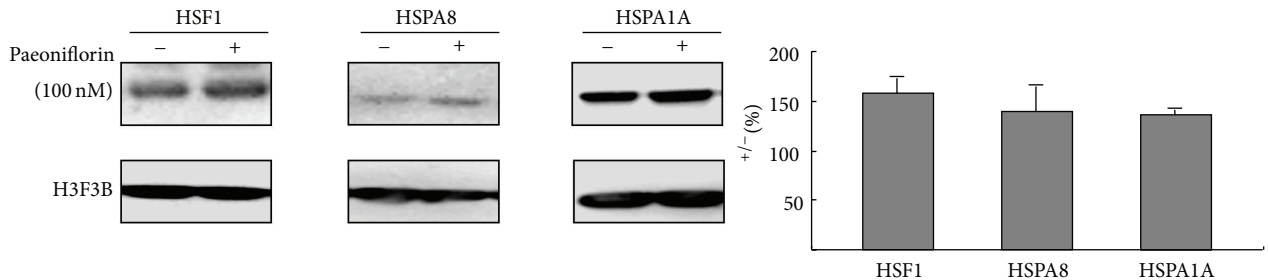 HSF1
HSPA8
HSPA1A
Paeoniflorin
(100 nM)
− +
− +
− +
H3F3B
+/− (%)
200
150
100
50
HSF1
HSPA8
HSPA1A